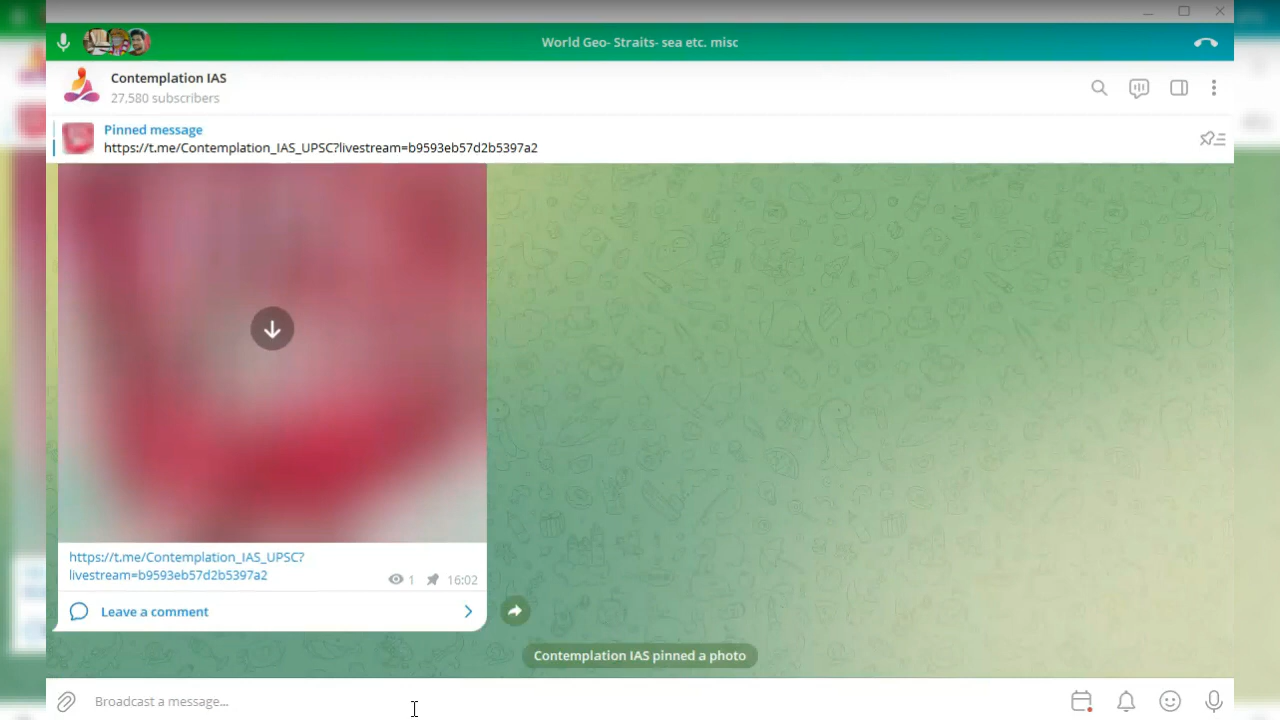 World Geo- Straits- sea etc. misc
Contemplation IAS
27,580 subscribers
Pinned message
https://t.me/Contemplation_IAS_UPSC?livestream=b9593eb57d2b5397a2
https://t.me/Contemplation_IAS_UPSC?
livestream=b9593eb57d2b5397a2
1 16:02
Leave a comment
Contemplation IAS pinned a photo
Broadcast a message...